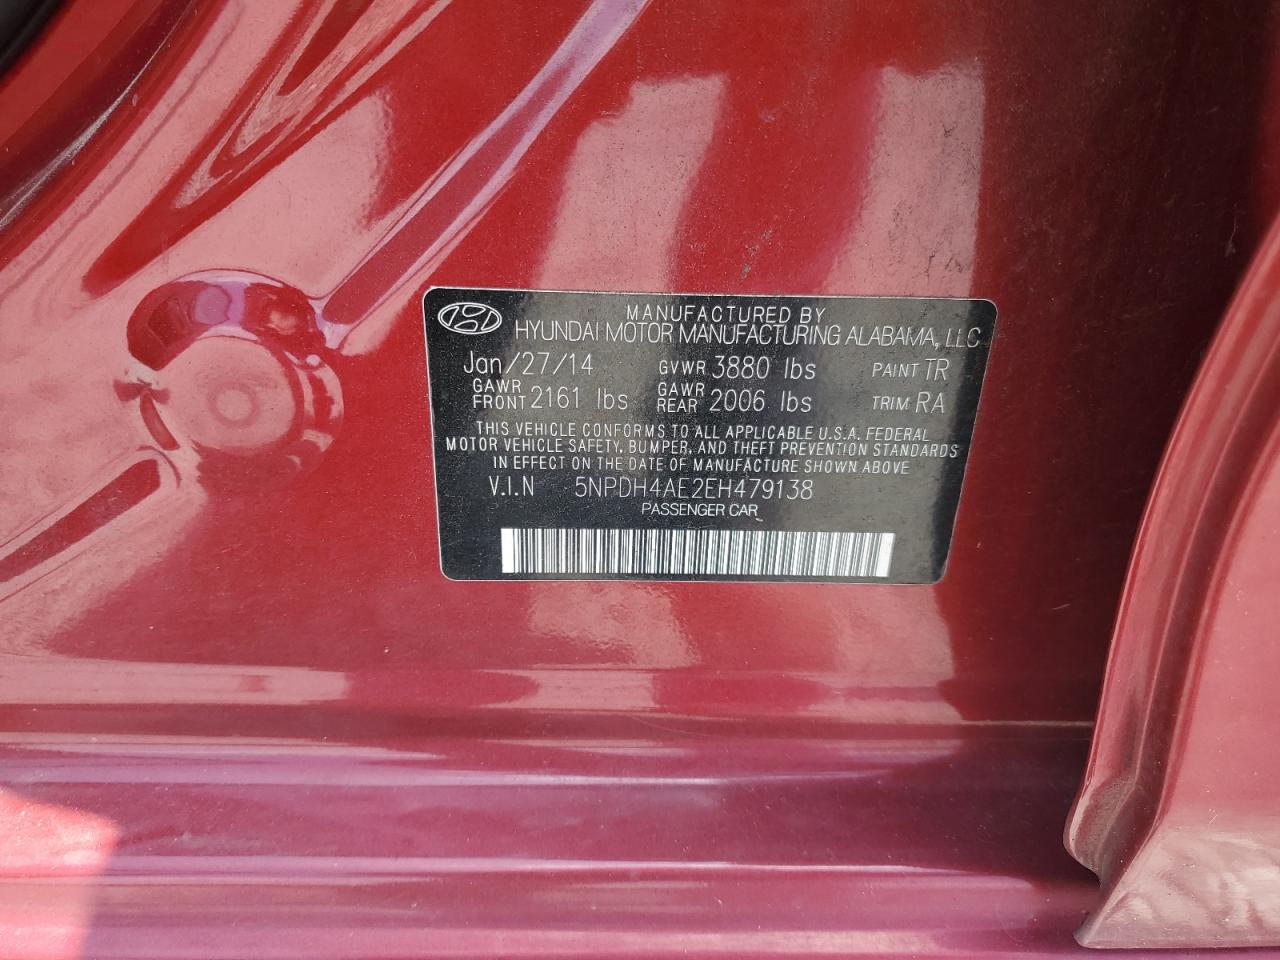 MANUFACTURED BY
HYUNDAI MOTOR MANUFACTURING ALABAMA, LLC
Jan/27/14 GVWR 3880 lbs PAINT TR
GAWR FRONT 2161 lbs GAWR REAR 2006 lbs TRIM RA
THIS VEHICLE CONFORMS TO ALL APPLICABLE U.S.A. FEDERAL
MOTOR VEHICLE SAFETY, BUMPER, AND THEFT PREVENTION STANDARDS
IN EFFECT ON THE DATE OF MANUFACTURE SHOWN ABOVE
V.I.N 5NPDH4AE2EH479138
PASSENGER CAR